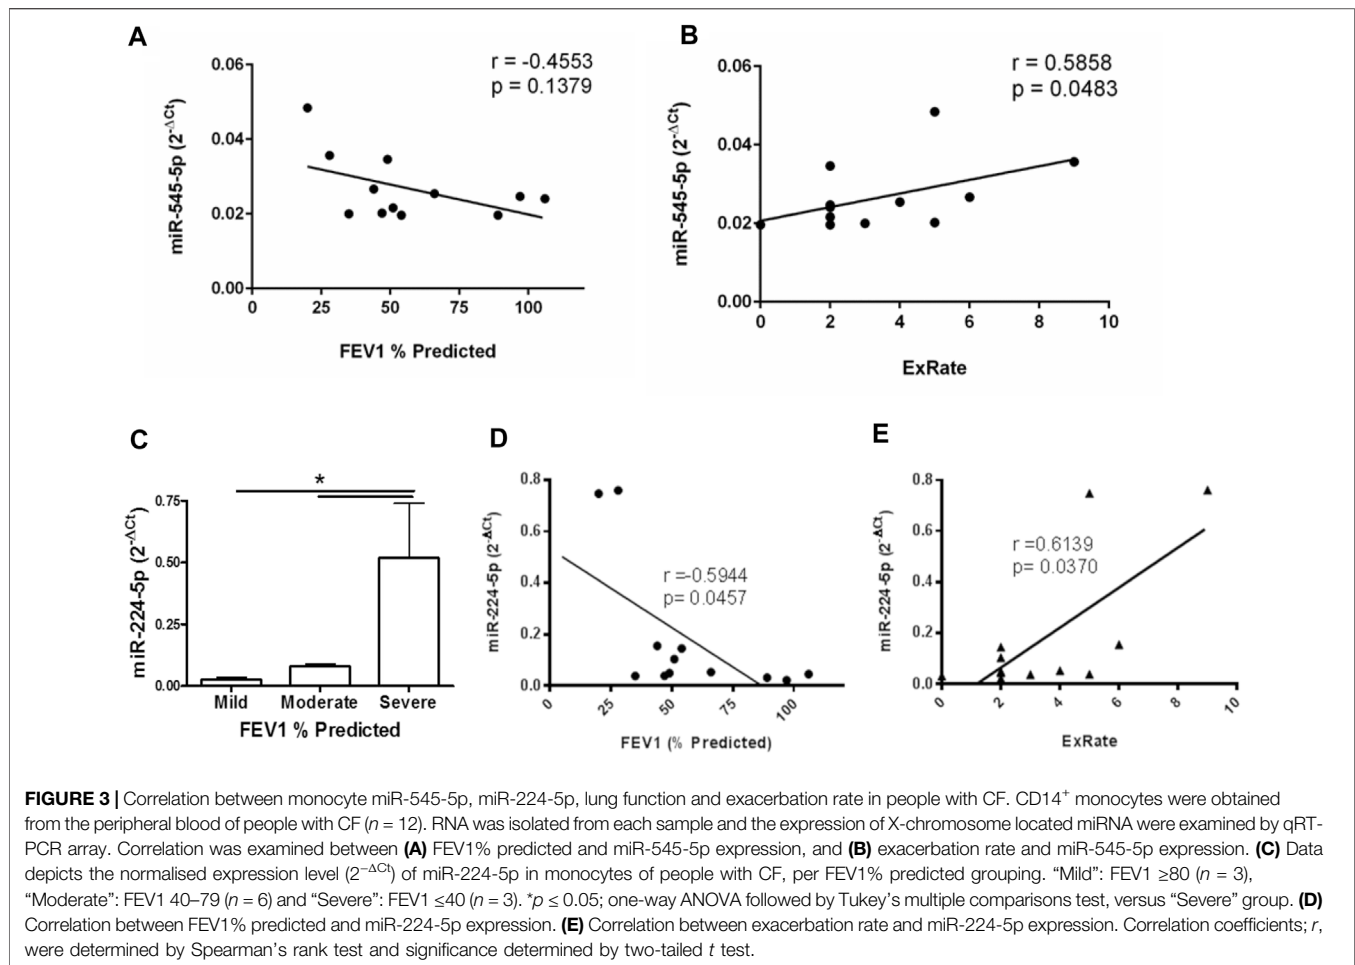 A
r = -0.4553
p = 0.1379
miR-545-5p (2-ΔCt)
0.06
0.04
0.02
0.00
0 25 50 75 100
FEV1 % Predicted
B
r = 0.5858
p = 0.0483
miR-545-5p (2-ΔCt)
0.06
0.04
0.02
0.00
0 2 4 6 8 10
ExRate
C
*
miR-224-5p (2-ΔCt)
0.75
0.50
0.25
0.00
Mild Moderate Severe
FEV1 % Predicted
D
miR-224-5p (2-ΔCt)
0.8
0.6
0.4
0.2
0.0
r =-0.5944
p= 0.0457
0 25 50 75 100
FEV1 (% Predicted)
E
miR-224-5p (2-ΔCt)
0.8
0.6
0.4
0.2
0.0
r =0.6139
p= 0.0370
0 2 4 6 8 10
ExRate
FIGURE 3 | Correlation between monocyte miR-545-5p, miR-224-5p, lung function and exacerbation rate in people with CF. CD14+ monocytes were obtained
from the peripheral blood of people with CF (n = 12). RNA was isolated from each sample and the expression of X-chromosome located miRNA were examined by qRT-
PCR array. Correlation was examined between (A) FEV1% predicted and miR-545-5p expression, and (B) exacerbation rate and miR-545-5p expression. (C) Data
depicts the normalised expression level (2−ΔCt) of miR-224-5p in monocytes of people with CF, per FEV1% predicted grouping. “Mild”: FEV1 ≥80 (n = 3),
“Moderate”: FEV1 40–79 (n = 6) and “Severe”: FEV1 ≤40 (n = 3). *p ≤ 0.05; one-way ANOVA followed by Tukey’s multiple comparisons test, versus “Severe” group. (D)
Correlation between FEV1% predicted and miR-224-5p expression. (E) Correlation between exacerbation rate and miR-224-5p expression. Correlation coefficients; r,
were determined by Spearman’s rank test and significance determined by two-tailed t test.